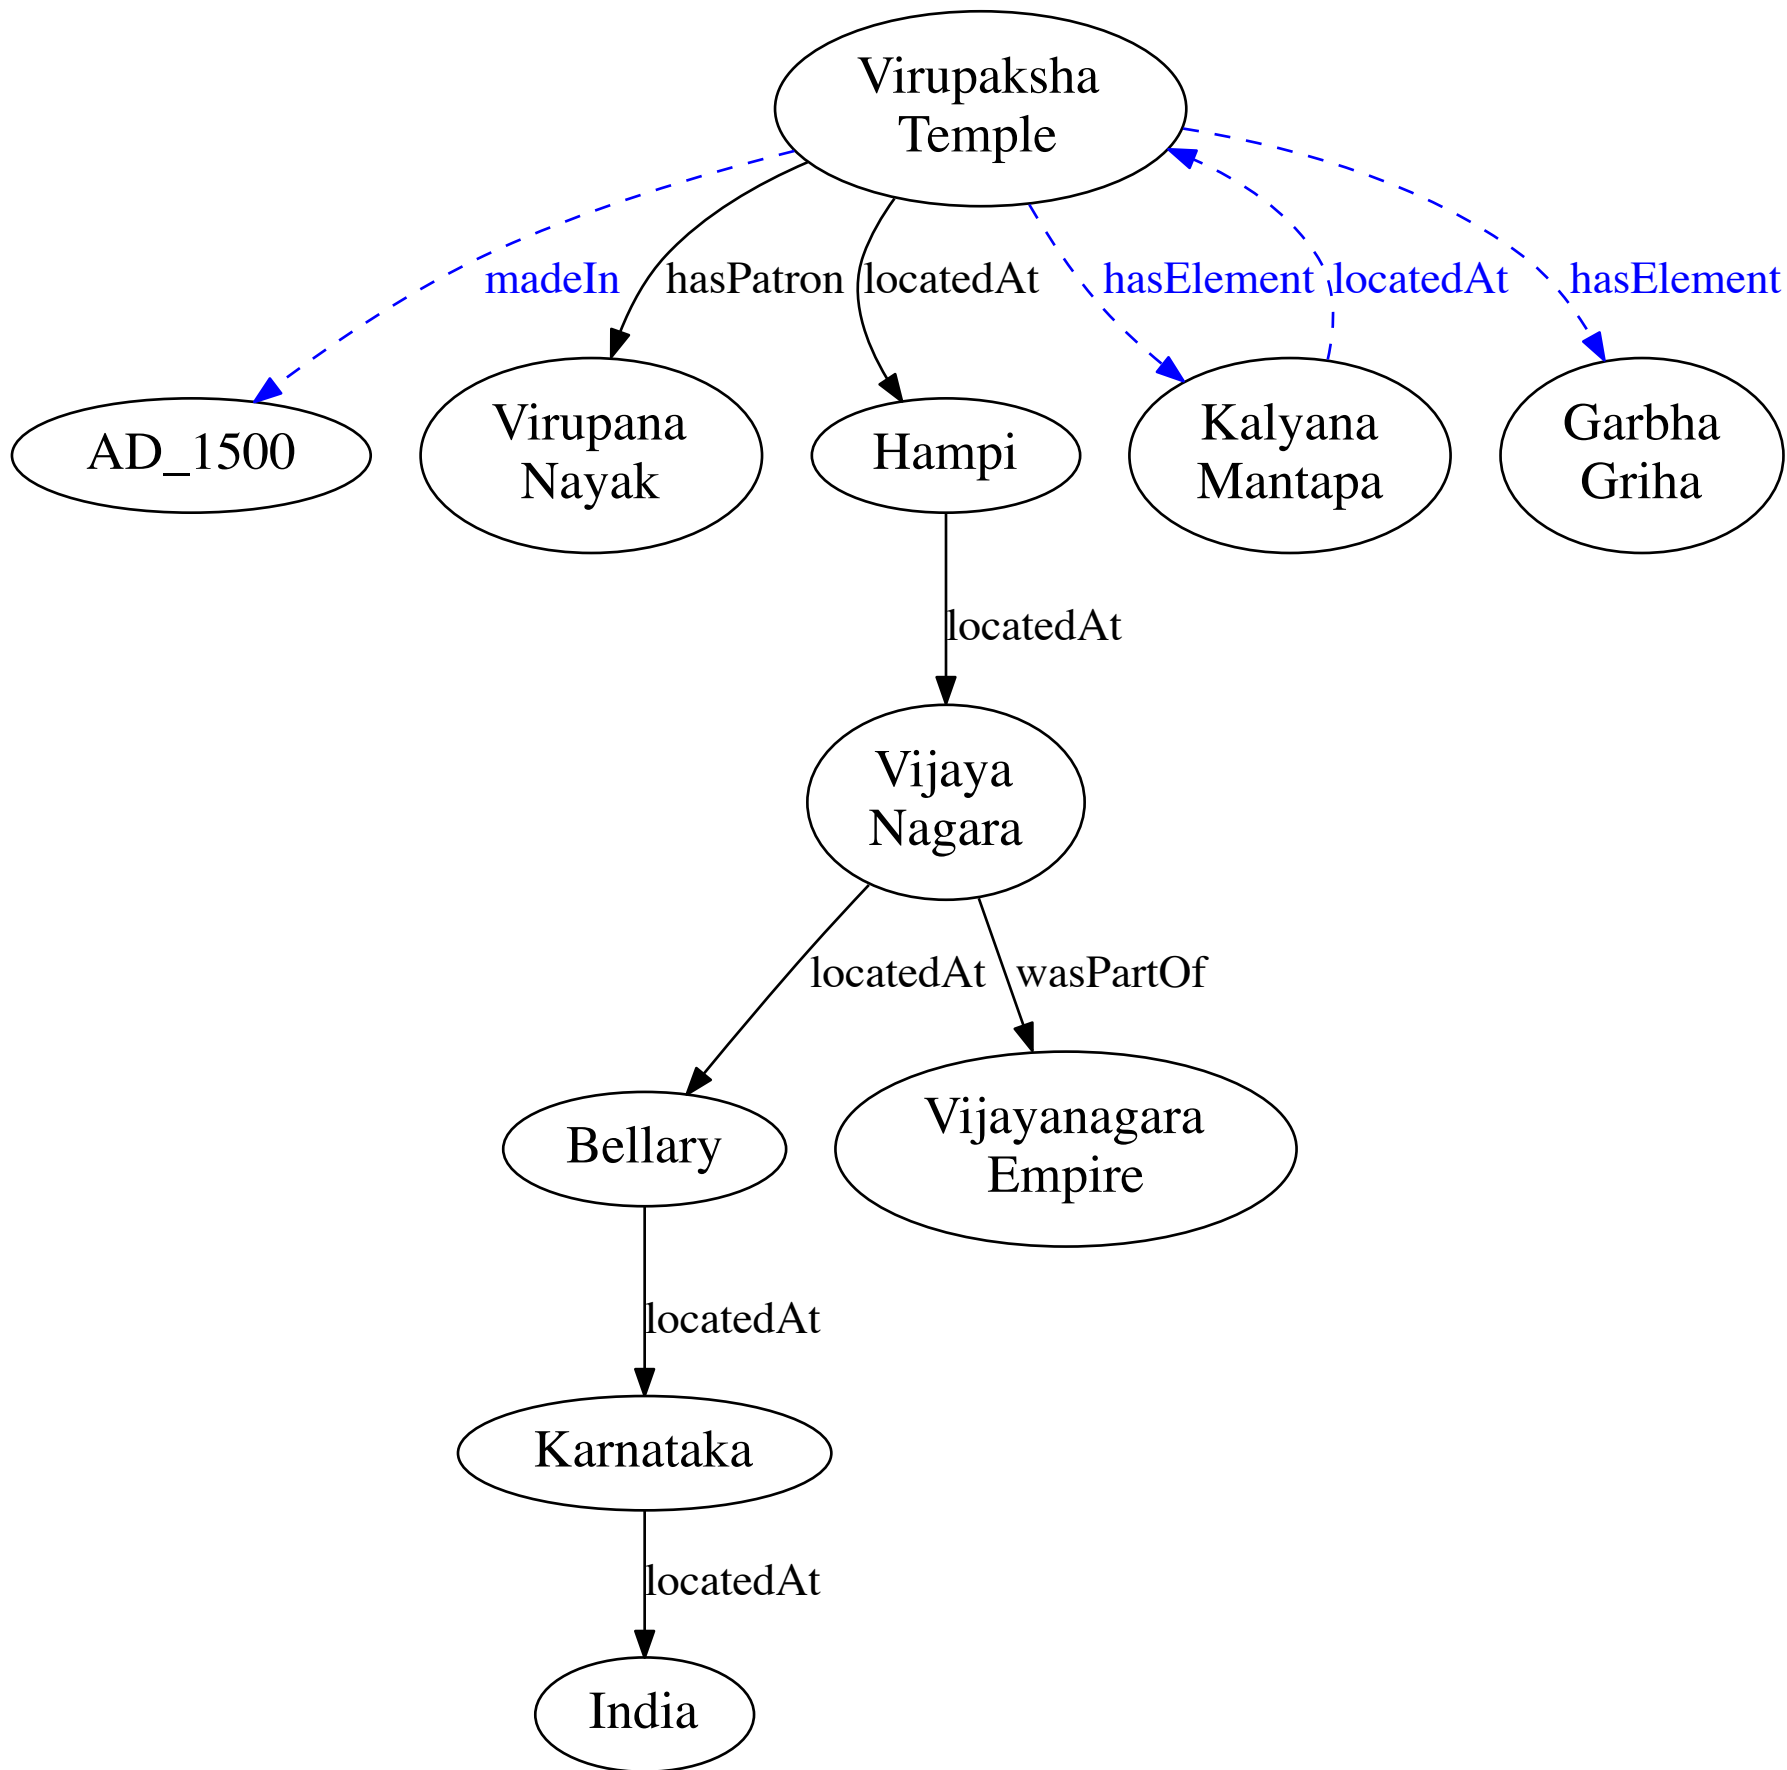 Virupaksha
Temple
madeIn
hasPatron
locatedAt
hasElement
locatedAt
hasElement
AD_1500
Virupana
Nayak
Hampi
Kalyana
Mantapa
Garbha
Griha
locatedAt
Vijaya
Nagara
locatedAt
wasPartOf
Bellary
Vijayanagara
Empire
locatedAt
Karnataka
locatedAt
India